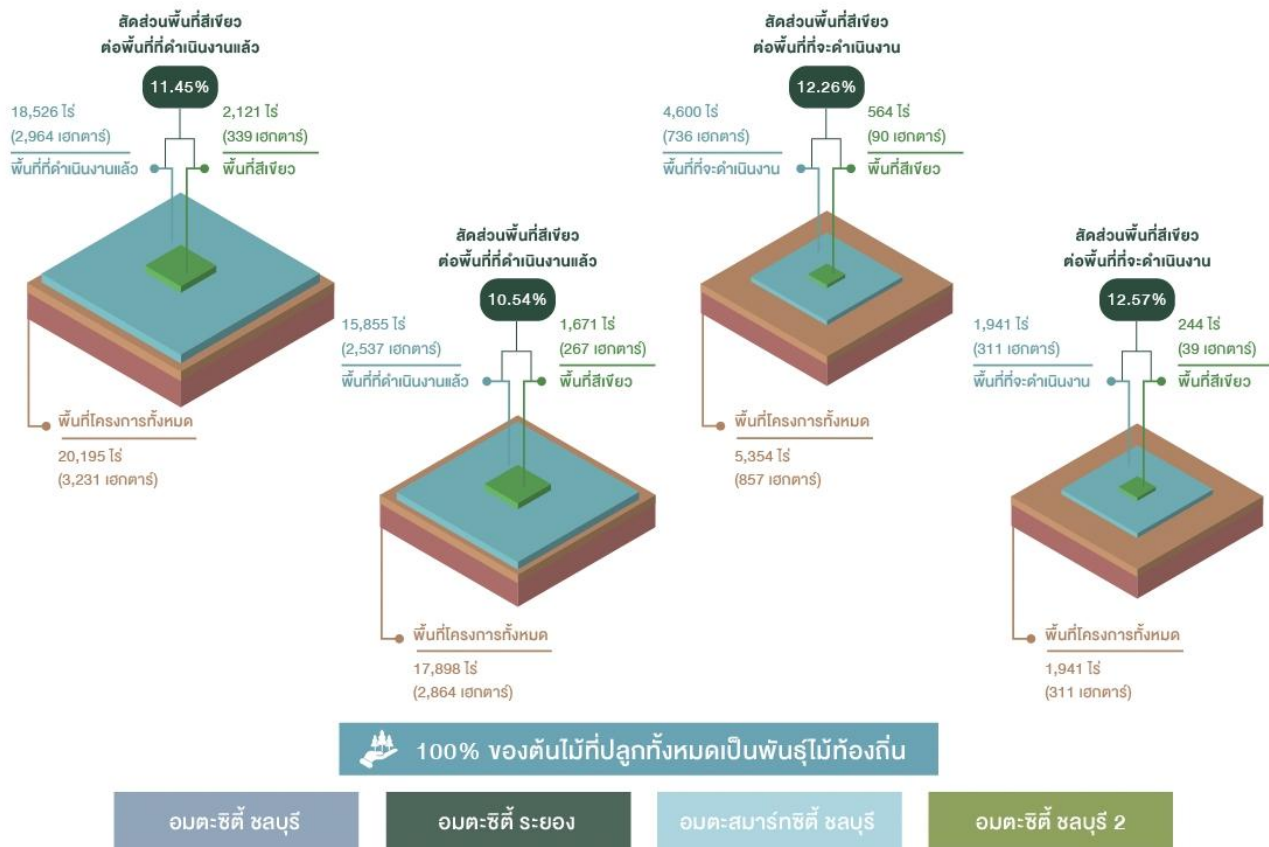 สัดส่วนพื้นที่สีเขียว
ต่อพื้นที่ที่ดำเนินงานแล้ว
11.45%
18,526 ไร่
(2,964 เฮกตาร์)
พื้นที่ที่ดำเนินงานแล้ว
2,121 ไร่
(339 เฮกตาร์)
พื้นที่สีเขียว
พื้นที่โครงการทั้งหมด
20,195 ไร่
(3,231 เฮกตาร์)
สัดส่วนพื้นที่สีเขียว
ต่อพื้นที่ที่ดำเนินงานแล้ว
10.54%
15,855 ไร่
(2,537 เฮกตาร์)
พื้นที่ที่ดำเนินงานแล้ว
1,671 ไร่
(267 เฮกตาร์)
พื้นที่สีเขียว
พื้นที่โครงการทั้งหมด
17,898 ไร่
(2,864 เฮกตาร์)
สัดส่วนพื้นที่สีเขียว
ต่อพื้นที่ที่จะดำเนินงาน
12.26%
4,600 ไร่
(736 เฮกตาร์)
พื้นที่ที่จะดำเนินงาน
564 ไร่
(90 เฮกตาร์)
พื้นที่สีเขียว
พื้นที่โครงการทั้งหมด
5,354 ไร่
(857 เฮกตาร์)
สัดส่วนพื้นที่สีเขียว
ต่อพื้นที่ที่จะดำเนินงาน
12.57%
1,941 ไร่
(311 เฮกตาร์)
พื้นที่ที่จะดำเนินงาน
244 ไร่
(39 เฮกตาร์)
พื้นที่สีเขียว
พื้นที่โครงการทั้งหมด
1,941 ไร่
(311 เฮกตาร์)
100% ของต้นไม้ที่ปลูกทั้งหมดเป็นพันธุ์ไม้ท้องถิ่น
อมตะซิตี้ ชลบุรี
อมตะซิตี้ ระยอง
อมตะสมาร์ทซิตี้ ชลบุรี
อมตะซิตี้ ชลบุรี 2